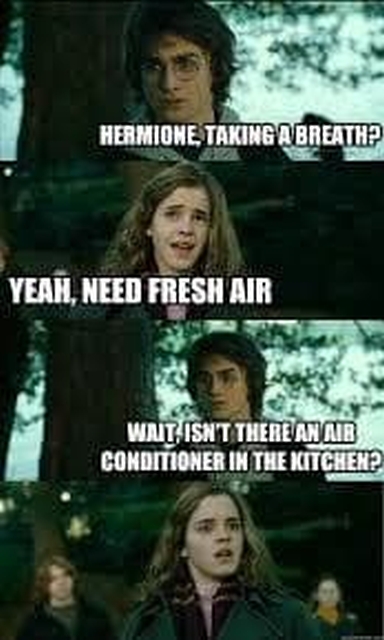 HERMIONE, TAKING A BREATH?
YEAH, NEED FRESH AIR
WAIT, ISN'T THERE AN AIR
CONDITIONER IN THE KITCHEN?